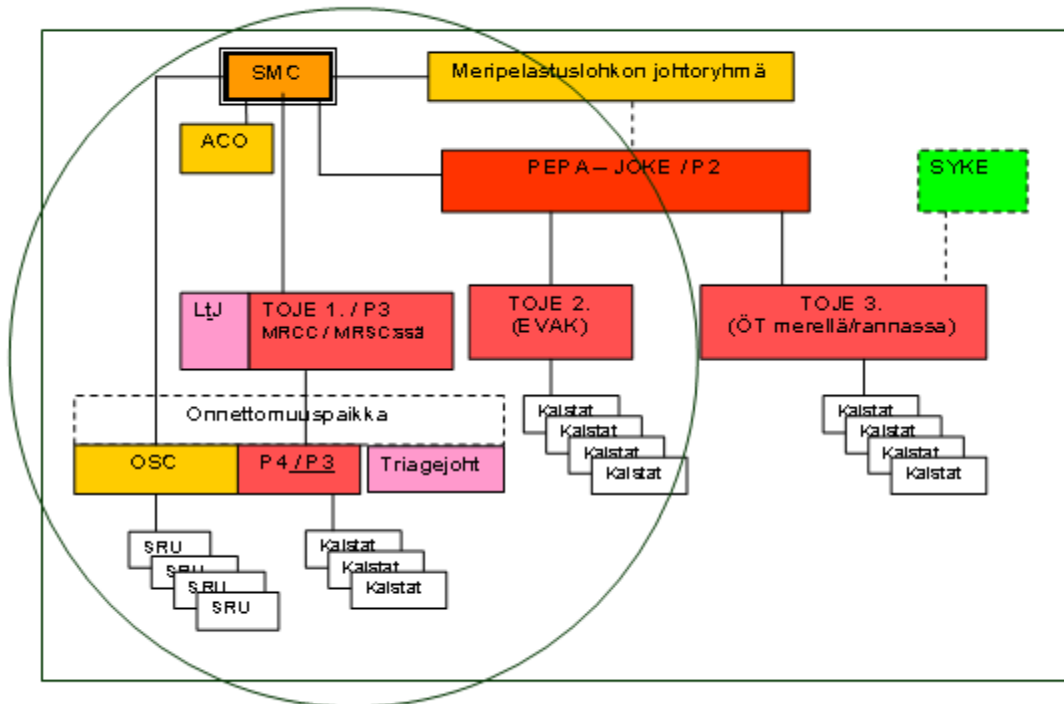 SMC
Meripelastuslohkon johtoryhmä
ACO
PEPA – JOKE / P2
SYKE
LtJ
TOJE 1. / P3
MRCC / MRSC:ssä
TOJE 2.
(EVAK)
TOJE 3.
(ÖT merellä/rannassa)
Onnettomuuspaikka
OSC
P4 /P3
Triagejoht
Kalstat
Kalstat
Kalstat
Kalstat
Kalstat
Kalstat
Kalstat
Kalstat
SRU
SRU
SRU
SRU
Kalstat
Kalstat
Kalstat